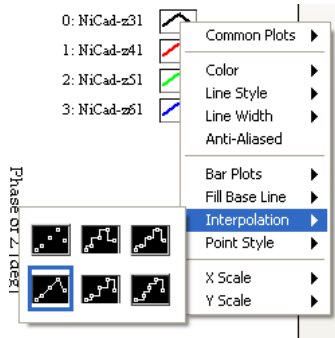 0: NiCad-z31
1: NiCad-z41
2: NiCad-z51
3: NiCad-z61
Common Plots
Color
Line Style
Line Width
Anti-Aliased
Bar Plots
Fill Base Line
Interpolation
Point Style
X Scale
Y Scale
Phase of Z [deg]